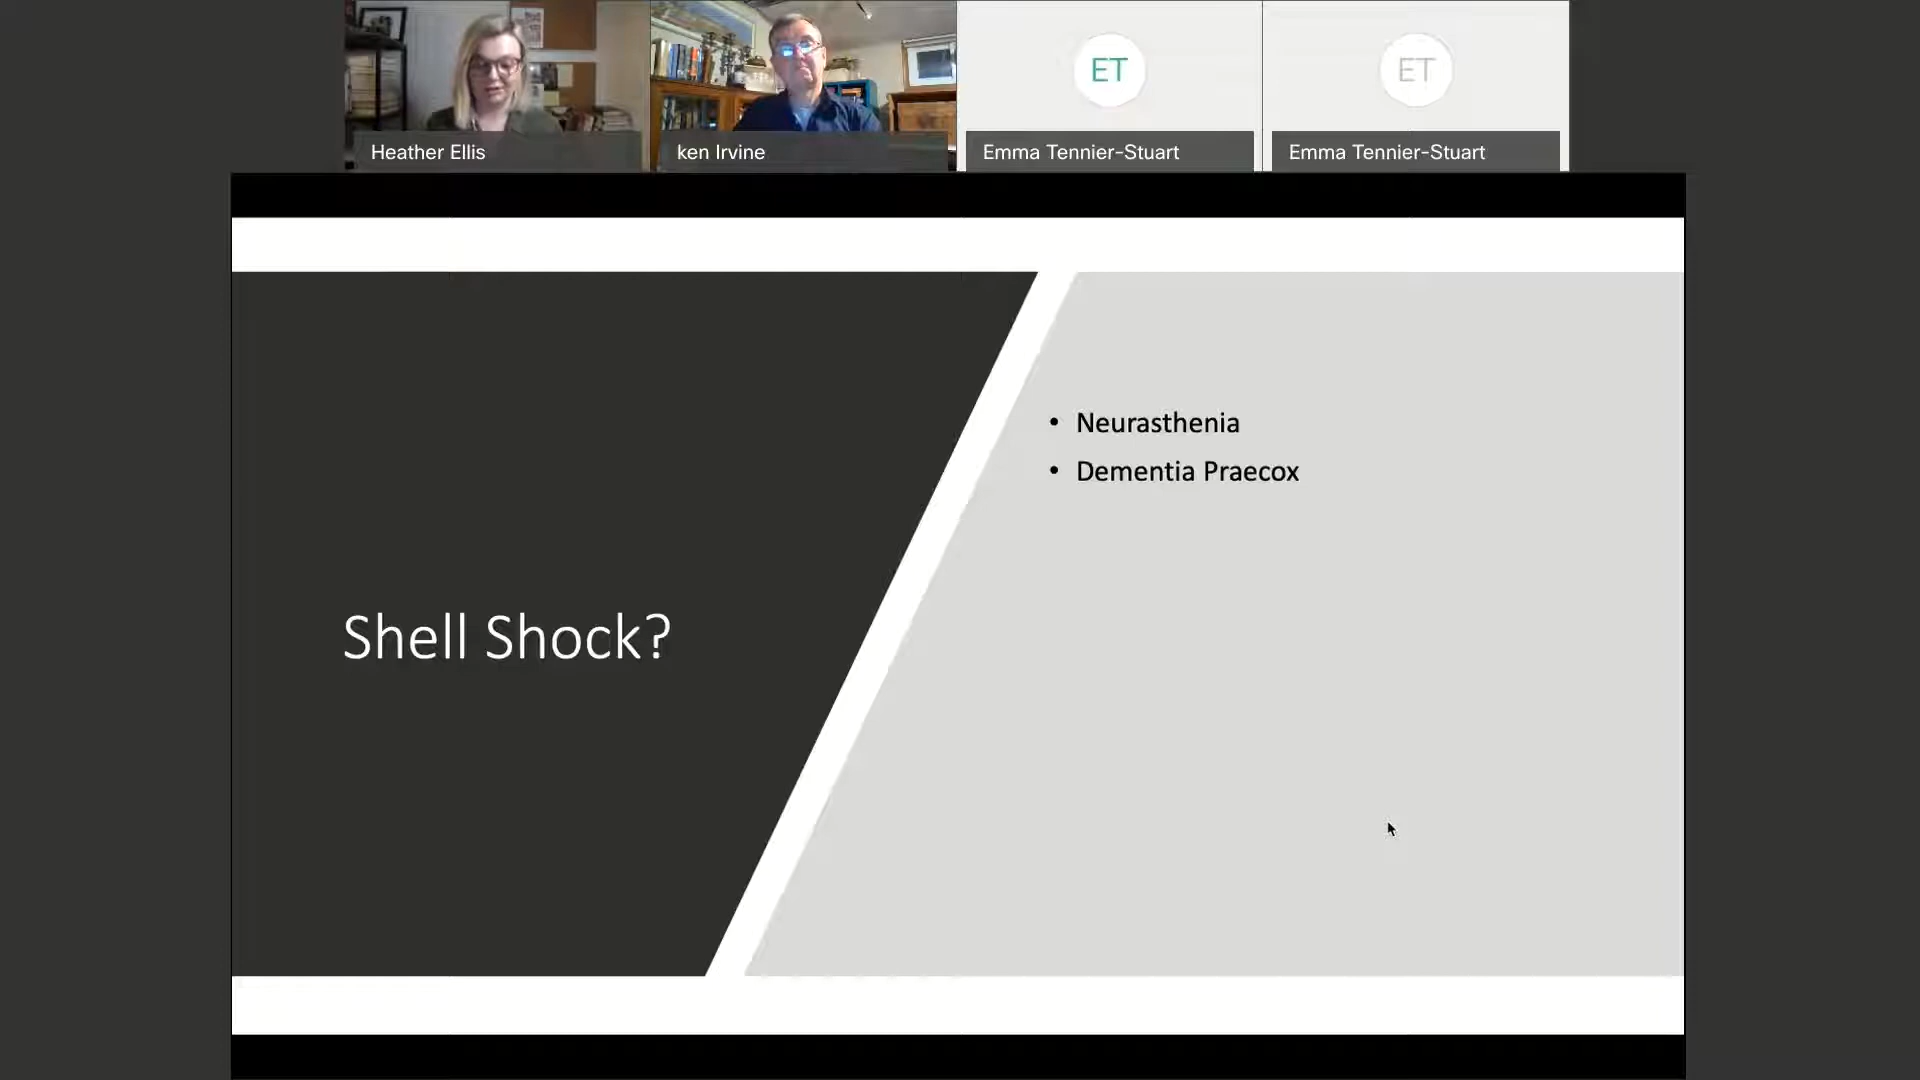 Heather Ellis
ken Irvine
ET
Emma Tennier-Stuart
ET
Emma Tennier-Stuart
Shell Shock?
• Neurasthenia
• Dementia Praecox